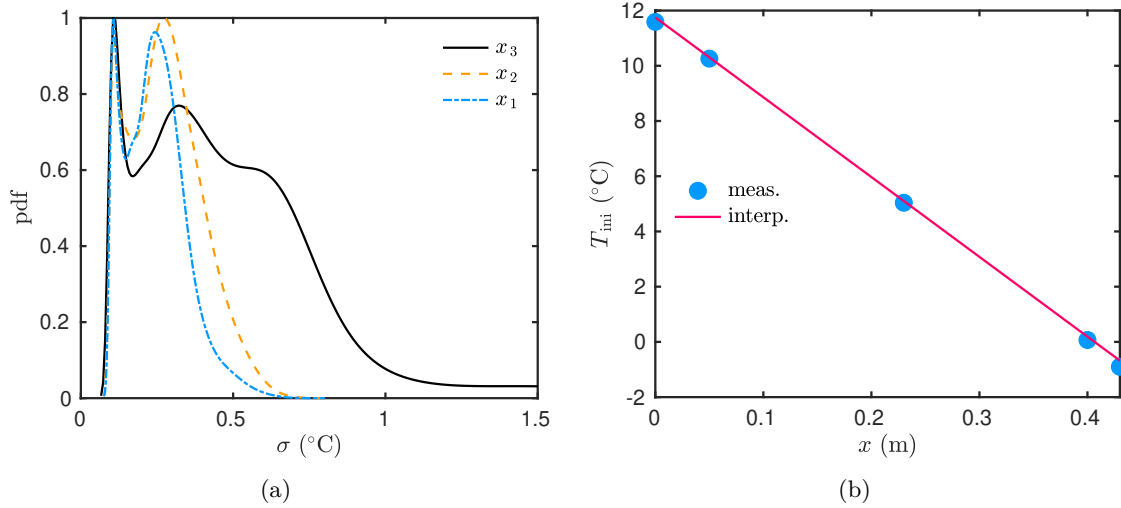 1
0.8
0.6
0.4
0.2
0
0
0.5
1
1.5
pdf
σ (°C)
x₃
x₂
x₁
(a)
12
10
8
6
4
2
0
-2
0
0.1
0.2
0.3
0.4
T_ini (°C)
x (m)
meas.
interp.
(b)